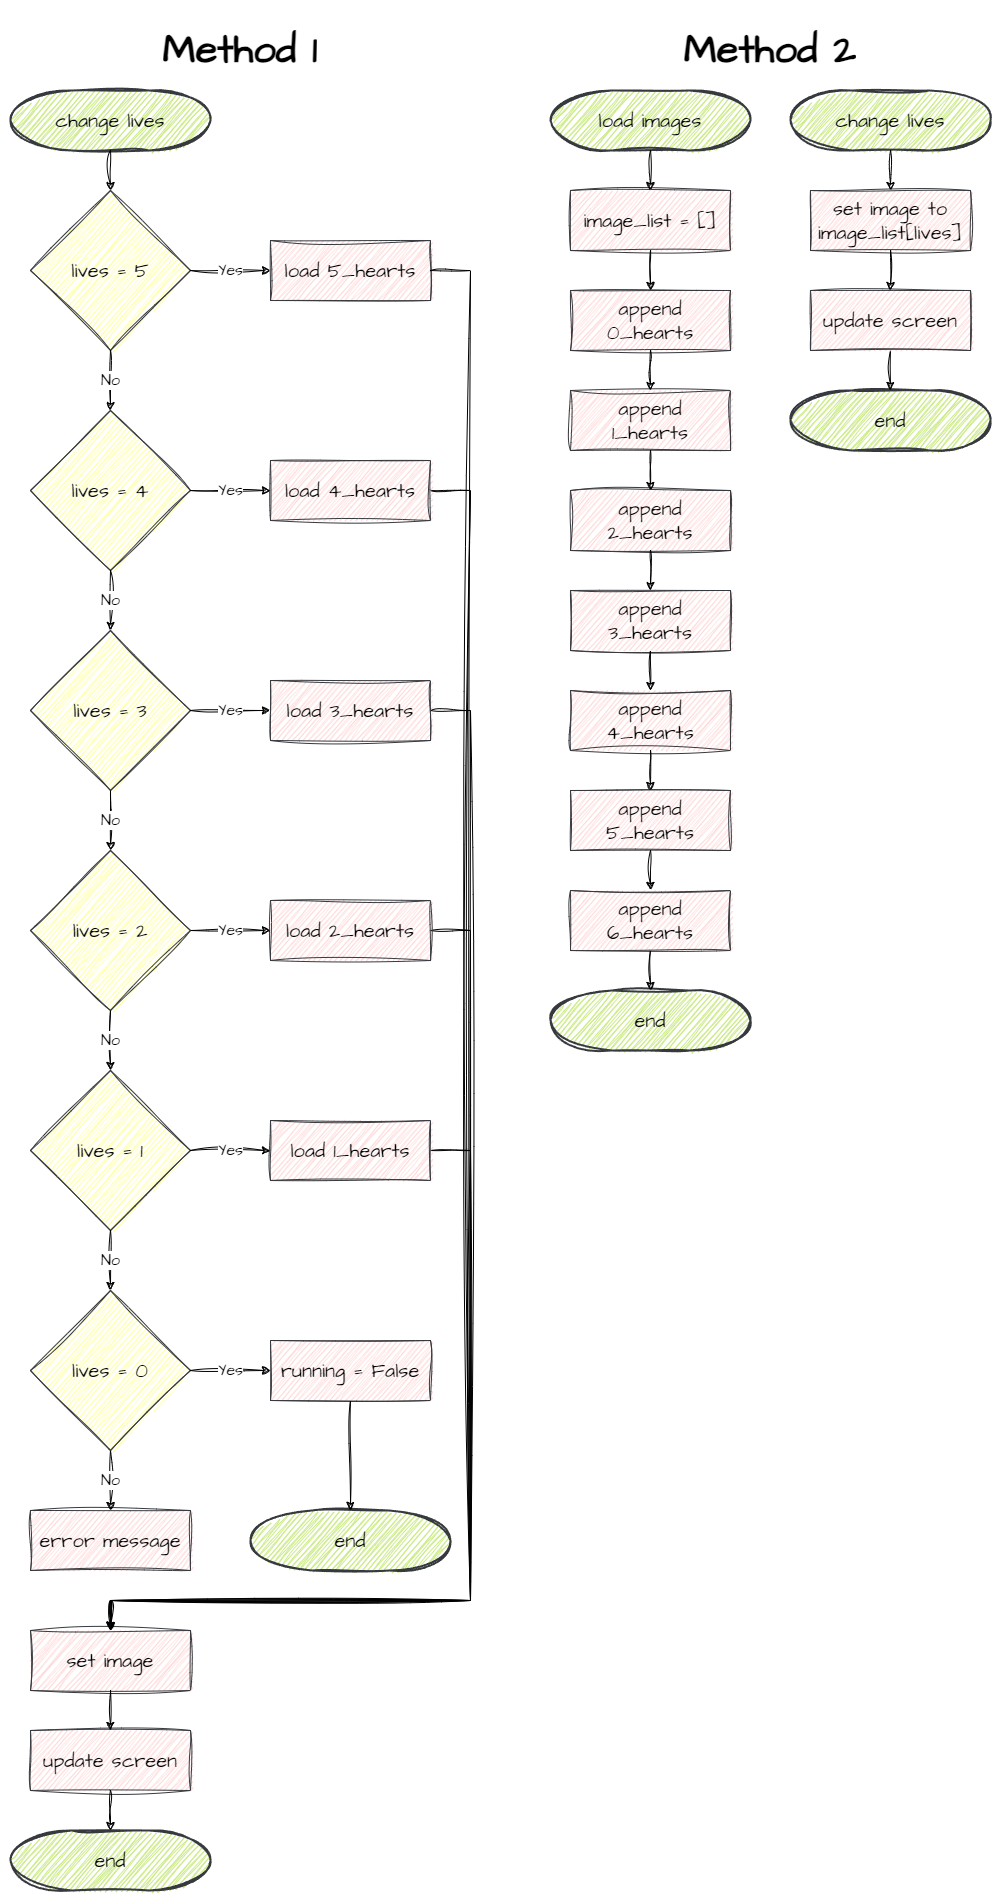 Method 1
change lives
lives = 5
Yes
load 5_hearts
No
lives = 4
Yes
load 4_hearts
No
lives = 3
Yes
load 3_hearts
No
lives = 2
Yes
load 2_hearts
No
lives = 1
Yes
load 1_hearts
No
lives = 0
Yes
running = False
No
error message
end
set image
update screen
end
Method 2
load images
image_list = []
append
0_hearts
append
1_hearts
append
2_hearts
append
3_hearts
append
4_hearts
append
5_hearts
append
6_hearts
end
change lives
set image to
image_list[lives]
update screen
end